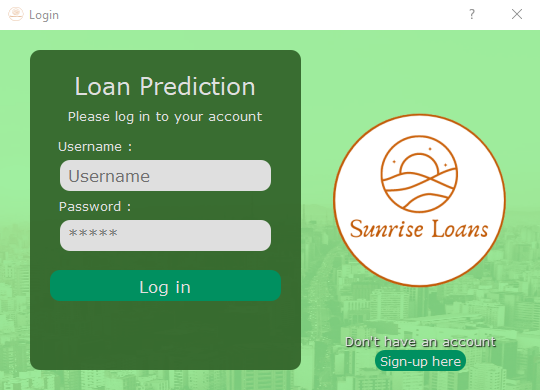 Login
?
Loan Prediction
Please log in to your account
Username :
Username
Password :
*****
Log in
Sunrise Loans
Don't have an account
Sign-up here